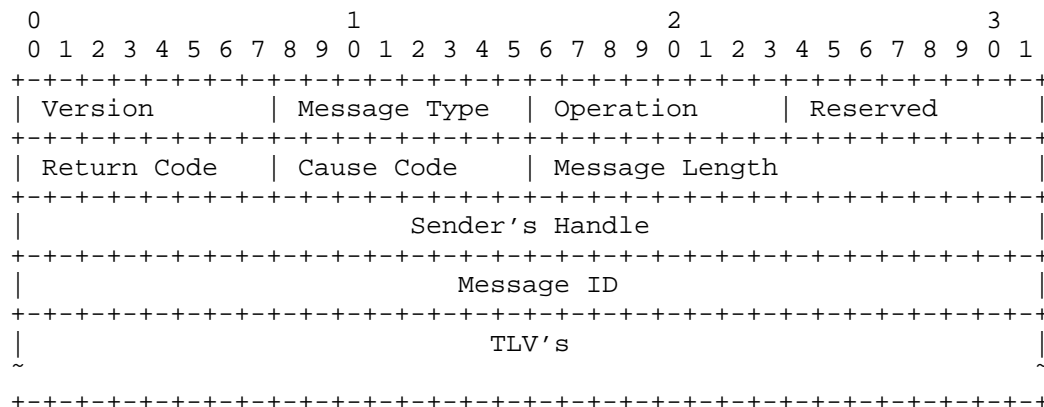 0                   1                   2                   3
 0 1 2 3 4 5 6 7 8 9 0 1 2 3 4 5 6 7 8 9 0 1 2 3 4 5 6 7 8 9 0 1
+-+-+-+-+-+-+-+-+-+-+-+-+-+-+-+-+-+-+-+-+-+-+-+-+-+-+-+-+-+-+-+-+
| Version       | Message Type  | Operation     | Reserved      |
+-+-+-+-+-+-+-+-+-+-+-+-+-+-+-+-+-+-+-+-+-+-+-+-+-+-+-+-+-+-+-+-+
| Return Code   | Cause Code    | Message Length                |
+-+-+-+-+-+-+-+-+-+-+-+-+-+-+-+-+-+-+-+-+-+-+-+-+-+-+-+-+-+-+-+-+
|                        Sender's Handle                        |
+-+-+-+-+-+-+-+-+-+-+-+-+-+-+-+-+-+-+-+-+-+-+-+-+-+-+-+-+-+-+-+-+
|                           Message ID                          |
+-+-+-+-+-+-+-+-+-+-+-+-+-+-+-+-+-+-+-+-+-+-+-+-+-+-+-+-+-+-+-+-+
|                             TLV's                             |
~                                                               ~
+-+-+-+-+-+-+-+-+-+-+-+-+-+-+-+-+-+-+-+-+-+-+-+-+-+-+-+-+-+-+-+-+